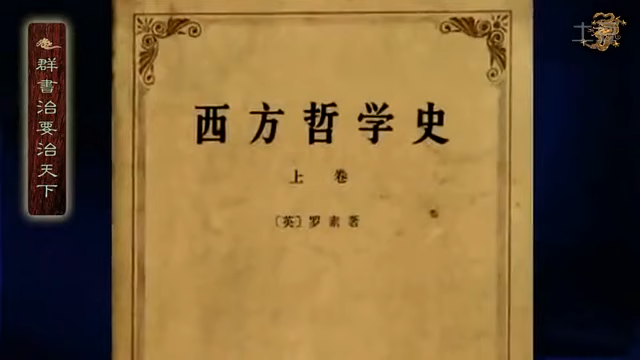 群書治要治天下
西方哲学史
上卷
〔英〕罗素著